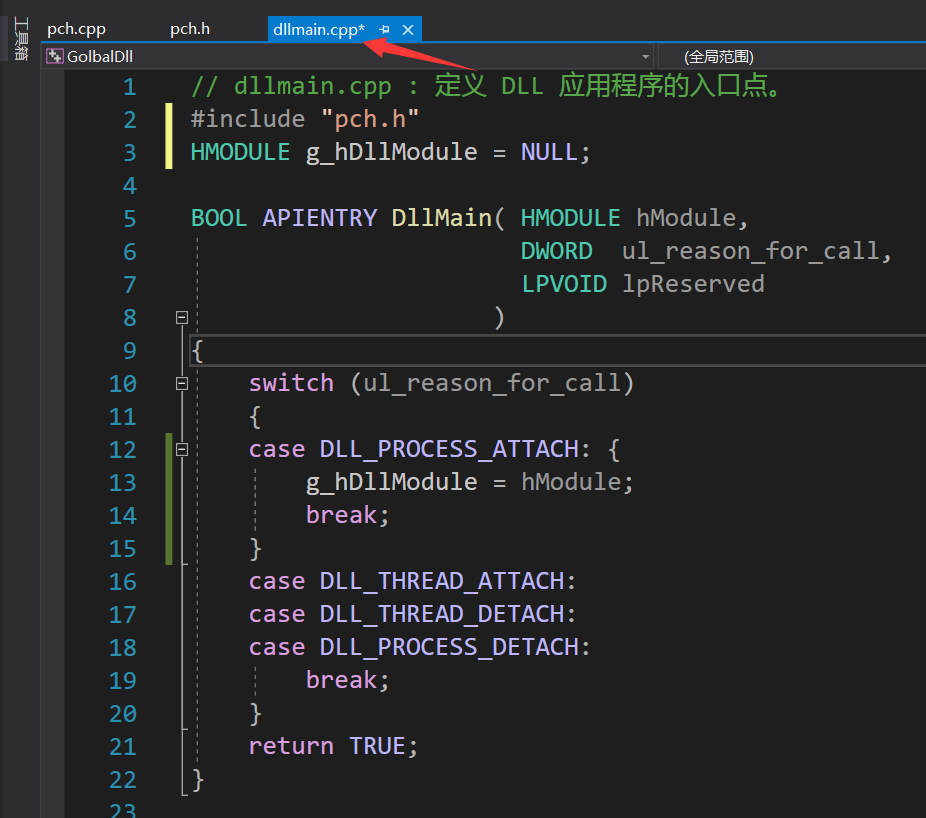 工具箱
pch.cpp pch.h dllmain.cpp*
GolbalDll (全局范围)
1 // dllmain.cpp : 定义 DLL 应用程序的入口点。
2 #include "pch.h"
3 HMODULE g_hDllModule = NULL;
4
5 BOOL APIENTRY DllMain( HMODULE hModule,
6 DWORD  ul_reason_for_call,
7 LPVOID lpReserved
8 )
9 {
10 switch (ul_reason_for_call)
11 {
12 case DLL_PROCESS_ATTACH: {
13 g_hDllModule = hModule;
14 break;
15 }
16 case DLL_THREAD_ATTACH:
17 case DLL_THREAD_DETACH:
18 case DLL_PROCESS_DETACH:
19 break;
20 }
21 return TRUE;
22 }
23